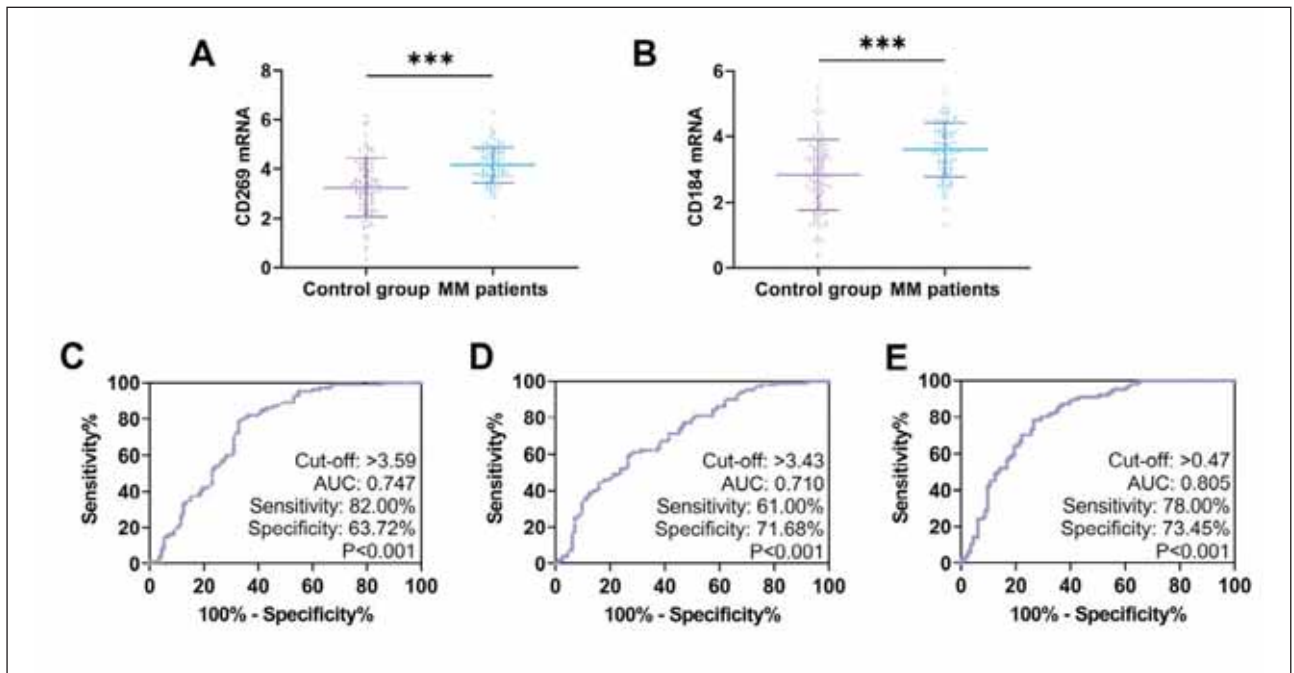 A
***
8
6
4
2
0
CD269 mRNA
Control group MM patients
B
***
6
4
2
0
CD184 mRNA
Control group MM patients
C
100
80
60
40
20
0
Sensitivity%
Cut-off: >3.59
AUC: 0.747
Sensitivity: 82.00%
Specificity: 63.72%
P<0.001
0 20 40 60 80 100
100% - Specificity%
D
100
80
60
40
20
0
Sensitivity%
Cut-off: >3.43
AUC: 0.710
Sensitivity: 61.00%
Specificity: 71.68%
P<0.001
0 20 40 60 80 100
100% - Specificity%
E
100
80
60
40
20
0
Sensitivity%
Cut-off: >0.47
AUC: 0.805
Sensitivity: 78.00%
Specificity: 73.45%
P<0.001
0 20 40 60 80 100
100% - Specificity%